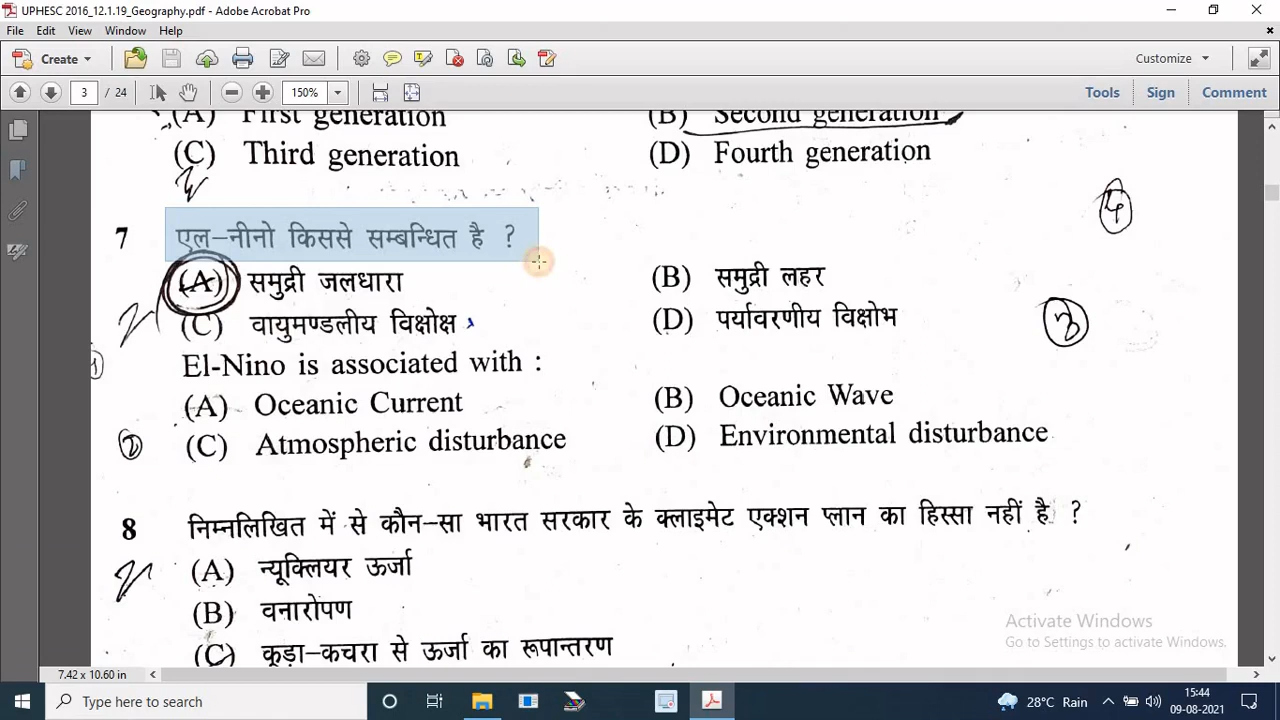 UPHESC 2016_12.1.19_Geography.pdf - Adobe Acrobat Pro
File Edit View Window Help
Create Customize
3 / 24 150% Tools Sign Comment
(A) First generation (B) Second generation
(C) Third generation (D) Fourth generation
4
7 एल-नीनो किससे सम्बन्धित है ?
(A) समुद्री जलधारा (B) समुद्री लहर
(C) वायुमण्डलीय विक्षोक्ष (D) पर्यावरणीय विक्षोभ
3
El-Nino is associated with :
(A) Oceanic Current (B) Oceanic Wave
(C) Atmospheric disturbance (D) Environmental disturbance
8 निम्नलिखित में से कौन-सा भारत सरकार के क्लाइमेट एक्शन प्लान का हिस्सा नहीं है ?
(A) न्यूक्लियर ऊर्जा
(B) वनारोपण
(C) कूड़ा-कचरा से ऊर्जा का रूपान्तरण
Activate Windows
Go to Settings to activate Windows.
7.42 x 10.60 in
Type here to search 28°C Rain 15:44
09-08-2021